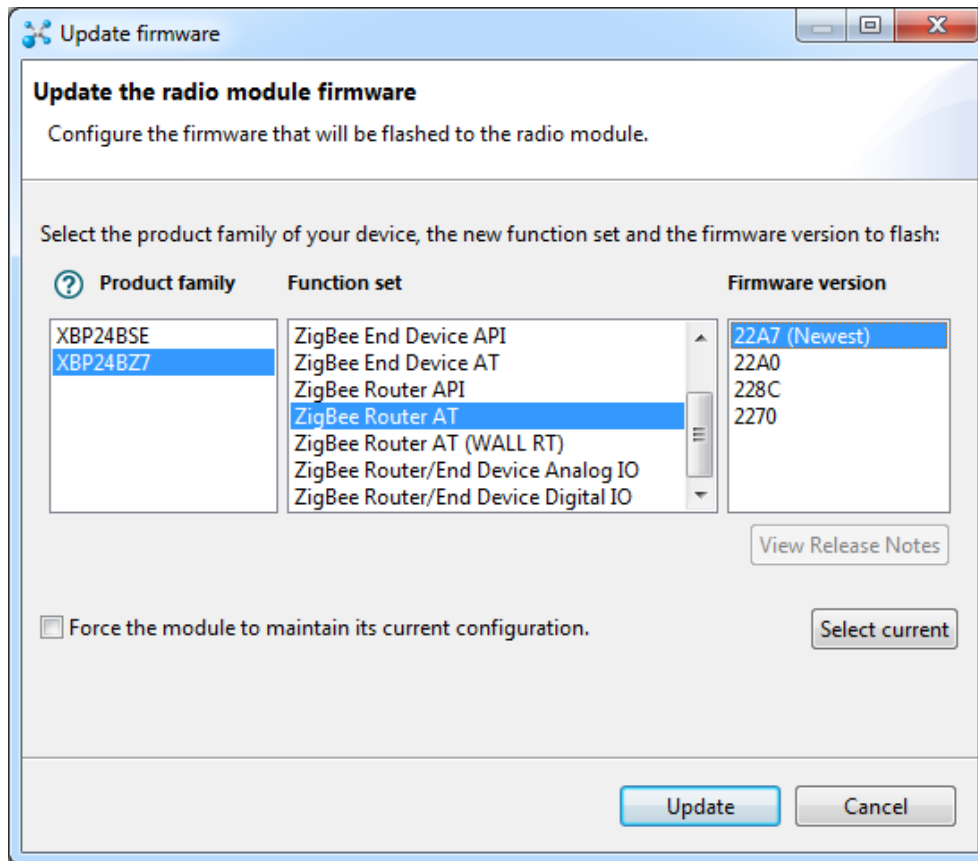 Update firmware
Update the radio module firmware
Configure the firmware that will be flashed to the radio module.
Select the product family of your device, the new function set and the firmware version to flash:
? Product family
Function set
Firmware version
XBP24BSE
XBP24BZ7
ZigBee End Device API
ZigBee End Device AT
ZigBee Router API
ZigBee Router AT
ZigBee Router AT (WALL RT)
ZigBee Router/End Device Analog IO
ZigBee Router/End Device Digital IO
22A7 (Newest)
22A0
228C
2270
View Release Notes
Force the module to maintain its current configuration.
Select current
Update
Cancel